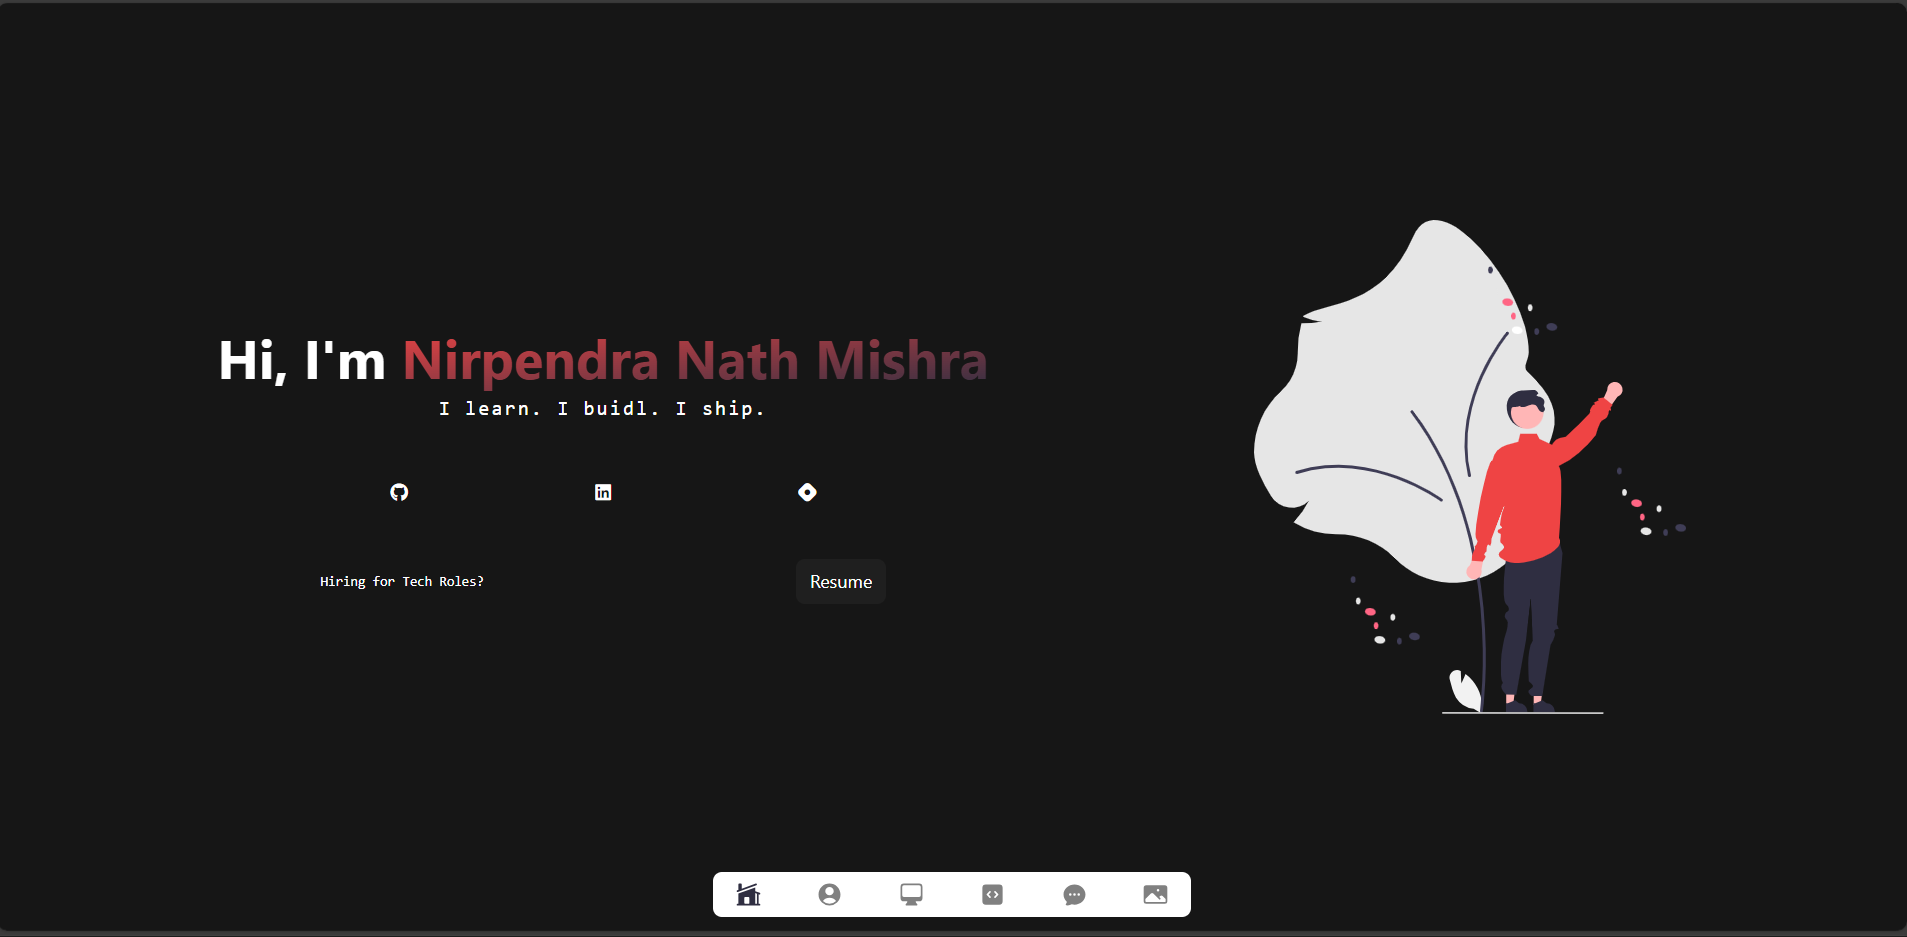 Hi, I'm Nirpendra Nath Mishra
I learn. I buidl. I ship.
Hiring for Tech Roles?
Resume